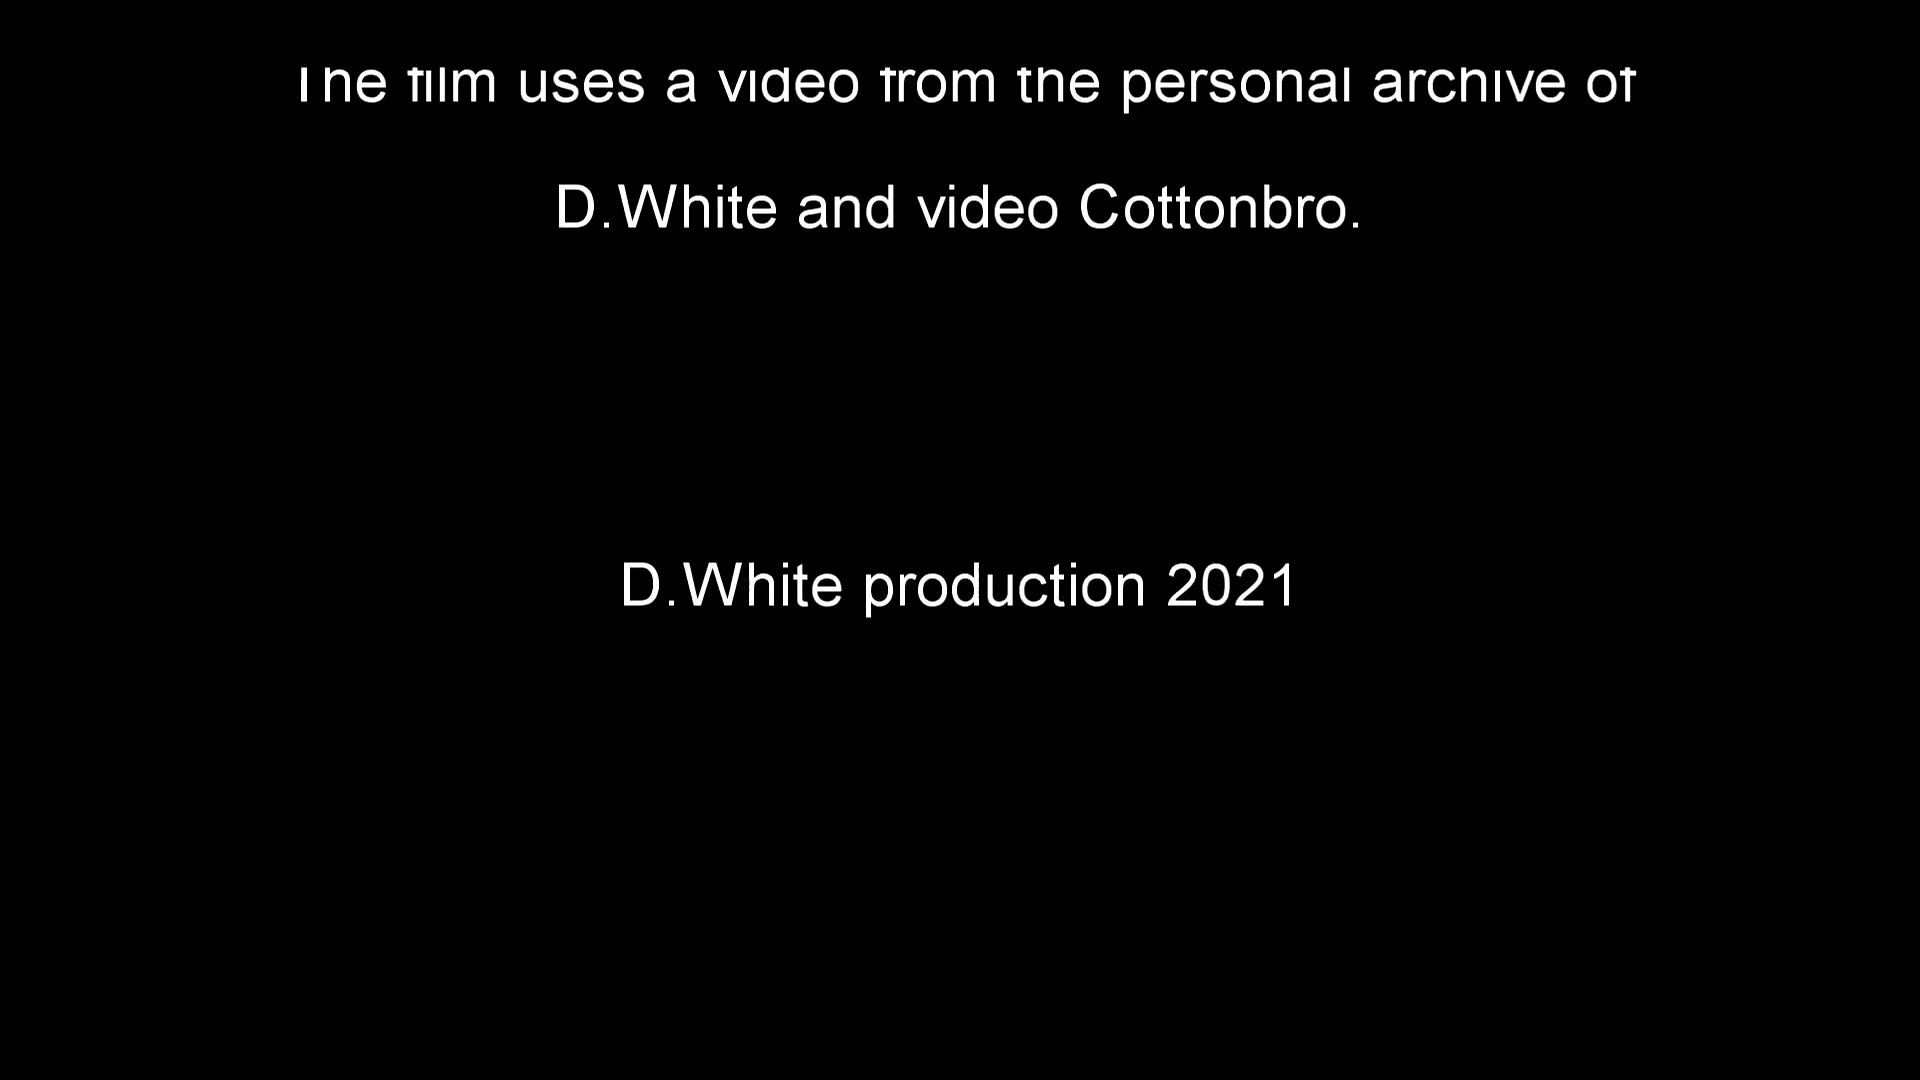 The film uses a video from the personal archive of
D.White and video Cottonbro.
D.White production 2021